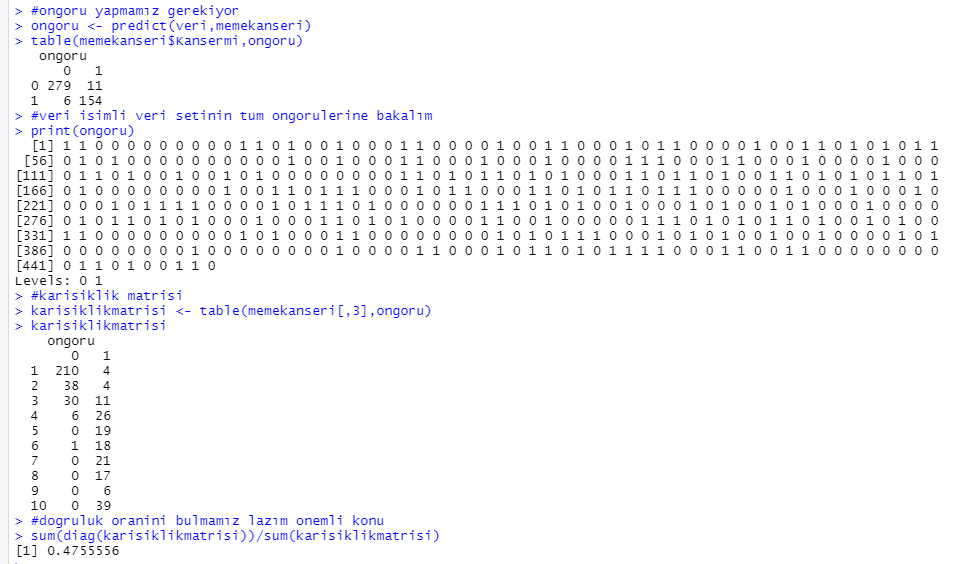 > #ongoru yapmamız gerekiyor
> ongoru <- predict(veri,memekanseri)
> table(memekanseri$Kansermi,ongoru)
   ongoru
      0   1
  0 279  11
  1   6 154
> #veri isimli veri setinin tum ongorulerine bakalım
> print(ongoru)
  [1] 1 1 0 0 0 0 0 0 0 0 0 1 1 0 1 0 0 1 0 0 0 1 1 0 0 0 0 1 0 0 1 1 0 0 0 1 0 1 1 0 0 0 0 1 0 0 1 1 0 1 0 1 0 1 1
 [56] 0 1 0 1 0 0 0 0 0 0 0 0 0 0 1 0 0 1 0 0 0 1 1 0 0 0 0 1 0 0 0 0 0 0 0 1 1 1 0 0 0 1 1 0 0 0 1 0 0 0 0 1 0 0 0
[111] 0 1 1 0 1 0 0 1 0 0 1 0 1 0 0 0 0 0 0 0 0 1 1 0 1 0 1 1 0 1 0 1 0 0 0 1 1 0 1 1 0 1 0 0 1 1 0 1 0 1 0 1 1 0 1
[166] 0 1 0 0 0 0 0 0 0 0 1 0 0 1 1 0 1 1 1 0 0 0 1 0 1 1 0 0 0 1 1 0 1 0 1 1 0 1 1 1 0 0 0 0 0 1 0 0 0 1 0 0 1 0
[221] 0 0 0 1 0 1 1 1 1 0 0 0 0 1 0 1 1 1 0 1 0 0 0 0 0 0 1 1 1 0 1 0 1 0 0 1 0 0 0 1 0 1 0 0 1 0 1 0 0 0 1 0 0 0 0
[276] 0 1 0 1 1 0 1 0 1 0 0 0 1 0 0 0 1 1 0 1 0 1 0 0 0 0 1 1 0 0 1 0 0 0 0 0 1 1 1 0 1 0 1 0 1 1 0 1 0 0 1 0 1 0 0
[331] 1 1 0 0 0 0 0 0 0 0 0 1 0 1 0 0 0 1 1 0 0 0 0 0 0 0 0 1 0 1 0 1 1 1 0 0 0 1 0 1 0 1 0 0 1 0 0 1 0 0 0 0 1 0 1
[386] 0 0 0 0 0 0 0 0 1 0 0 0 0 0 0 0 0 1 0 0 0 0 1 1 0 0 0 1 0 1 1 0 1 0 1 1 1 1 0 0 0 1 1 0 0 1 1 0 0 0 0 0 0 0 0
[441] 0 1 1 0 1 0 0 1 1 0
Levels: 0 1
> #karisiklik matrisi
> karisiklikmatrisi <- table(memekanseri[,3],ongoru)
> karisiklikmatrisi
    ongoru
       0   1
  1  210   4
  2   38   4
  3   30  11
  4    6  26
  5    0  19
  6    1  18
  7    0  21
  8    0  17
  9    0   6
  10   0  39
> #dogruluk oranini bulmamız lazım onemli konu
> sum(diag(karisiklikmatrisi))/sum(karisiklikmatrisi)
[1] 0.4755556